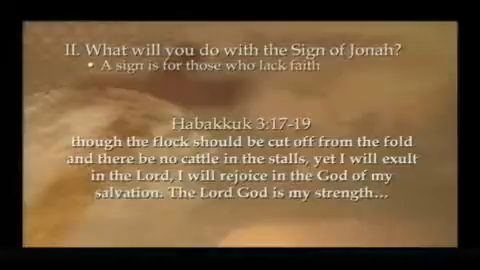 II. What will you do with the Sign of Jonah?
• A sign is for those who lack faith
Habakkuk 3:17-19
though the flock should be cut off from the fold
and there be no cattle in the stalls, yet I will exult
in the Lord, I will rejoice in the God of my
salvation. The Lord God is my strength…